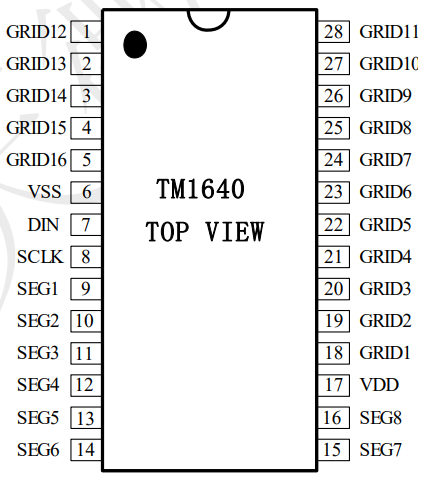 GRID12 1 28 GRID11
GRID13 2 27 GRID10
GRID14 3 26 GRID9
GRID15 4 25 GRID8
GRID16 5 24 GRID7
VSS 6 TM1640 23 GRID6
DIN 7 TOP VIEW 22 GRID5
SCLK 8 21 GRID4
SEG1 9 20 GRID3
SEG2 10 19 GRID2
SEG3 11 18 GRID1
SEG4 12 17 VDD
SEG5 13 16 SEG8
SEG6 14 15 SEG7